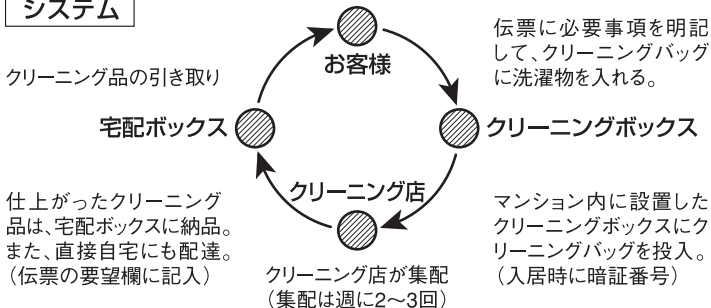 システム
お客様
伝票に必要事項を明記
して、クリーニングバッグ
に洗濯物を入れる。
クリーニング品の引き取り
宅配ボックス
クリーニングボックス
クリーニング店
仕上がったクリーニング
品は、宅配ボックスに納品。
また、直接自宅にも配達。
（伝票の要望欄に記入）
マンション内に設置した
クリーニングボックスにク
リーニングバッグを投入。
（入居時に暗証番号）
クリーニング店が集配
（集配は週に2～3回）